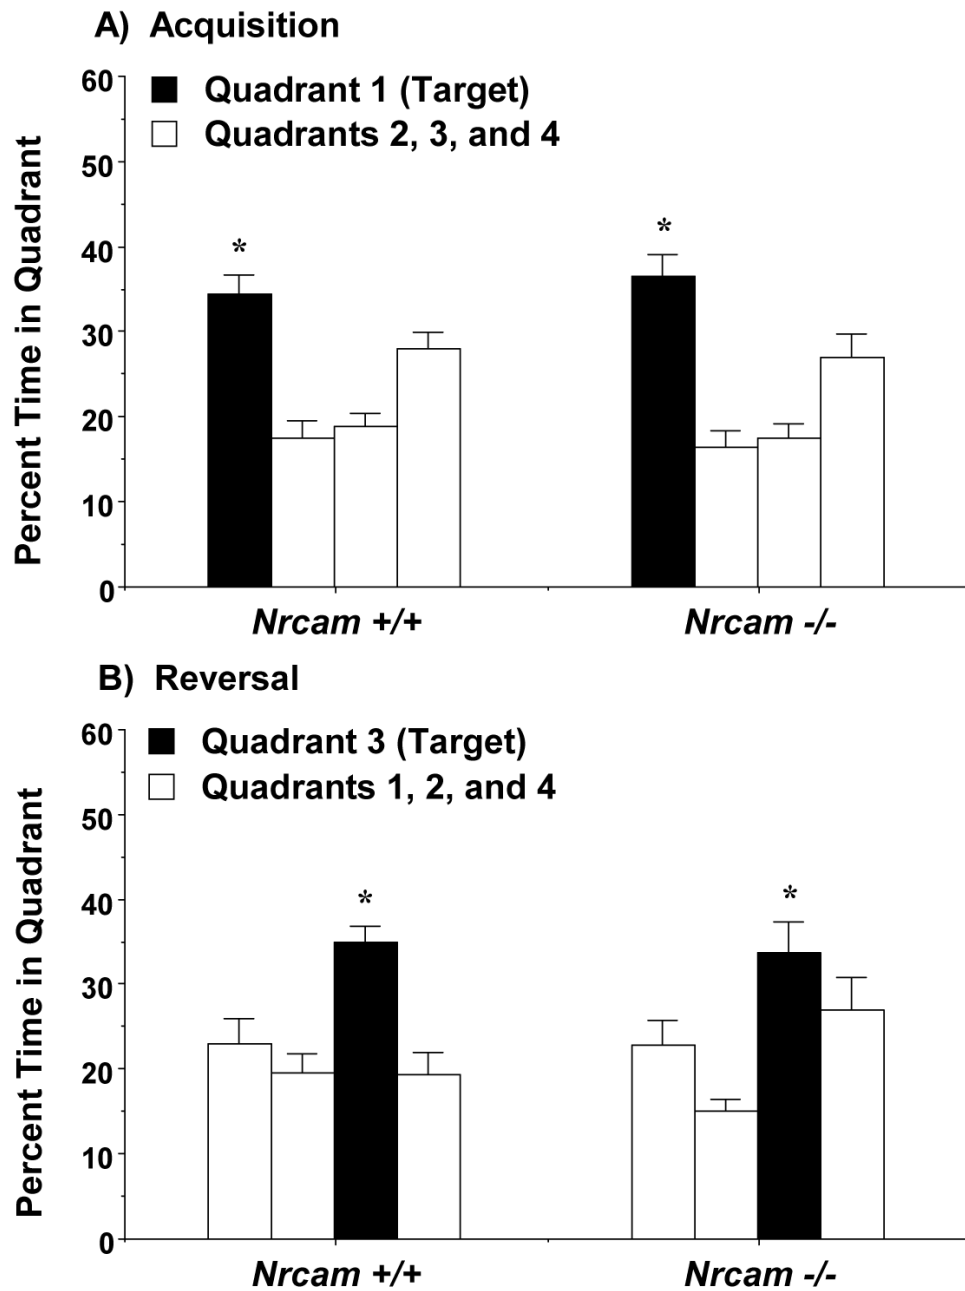 A) Acquisition
Quadrant 1 (Target)
Quadrants 2, 3, and 4
Percent Time in Quadrant
60
50
40
30
20
10
0
*
*
Nrcam +/+
Nrcam -/-
B) Reversal
Quadrant 3 (Target)
Quadrants 1, 2, and 4
Percent Time in Quadrant
60
50
40
30
20
10
0
*
*
Nrcam +/+
Nrcam -/-